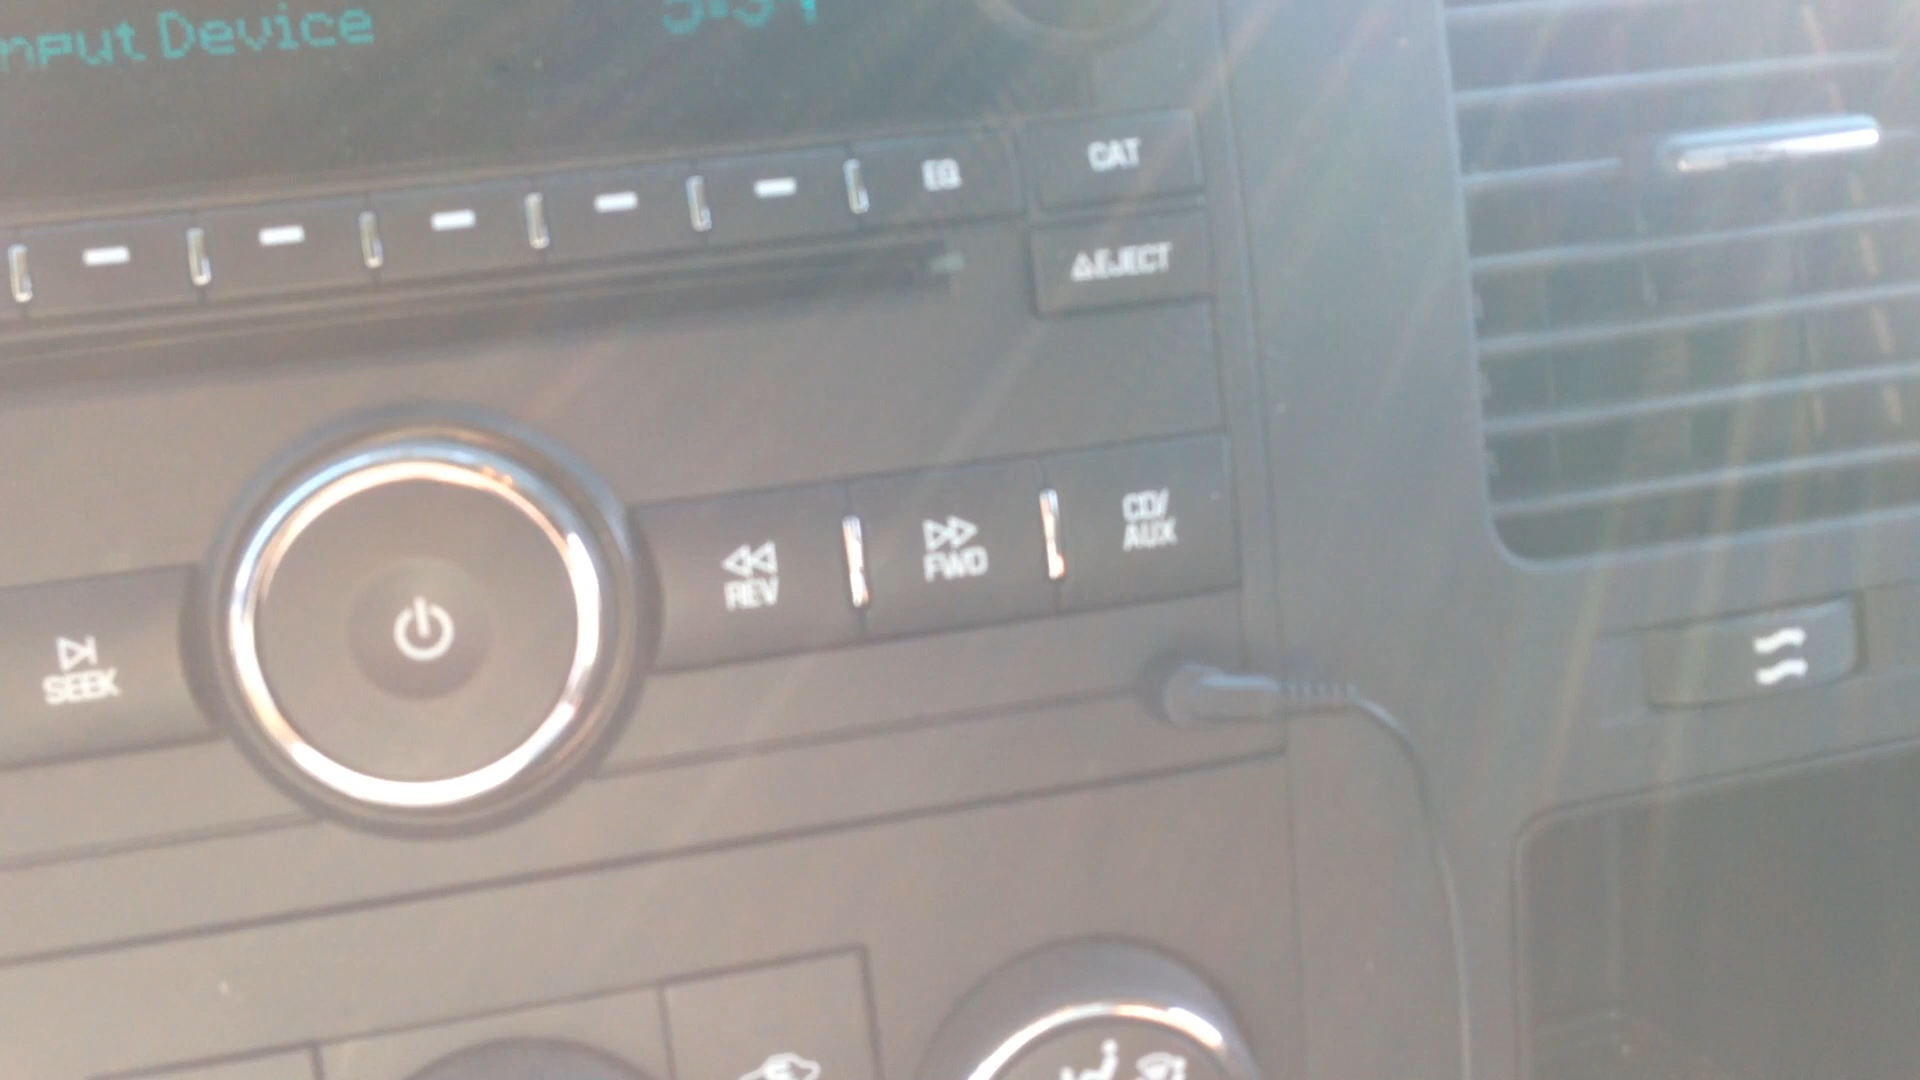 nput Device
EQ
CAT
EJECT
REV
FWD
CD/
AUX
SEEK